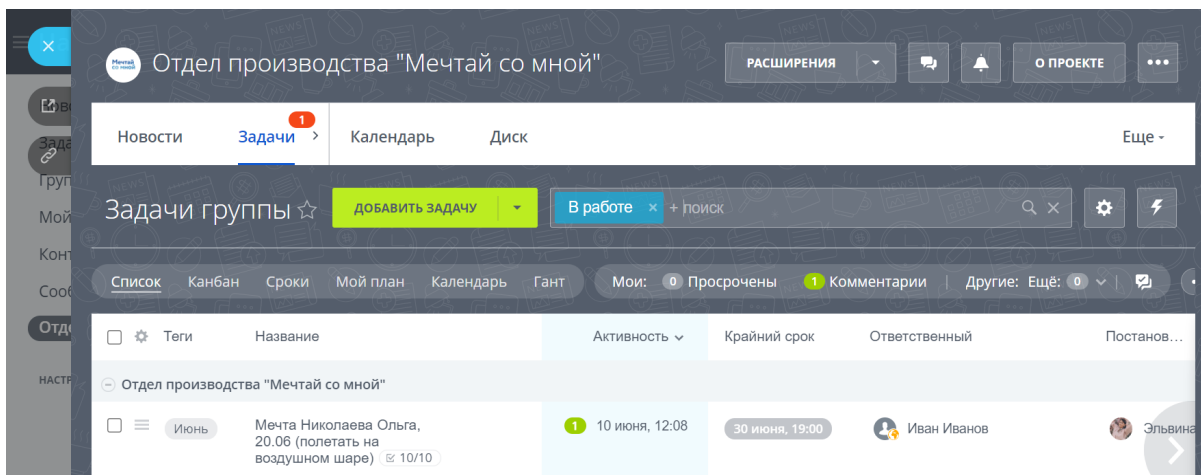 Отдел производства "Мечтай со мной"
РАСШИРЕНИЯ
О ПРОЕКТЕ
Новости
Задачи
1
Календарь
Диск
Еще
Задачи группы
ДОБАВИТЬ ЗАДАЧУ
В работе × + поиск
Список Канбан Сроки Мой план Календарь Гант
Мои: 0 Просрочены 1 Комментарии Другие: Ещё: 0
Теги Название Активность Крайний срок Ответственный Постанов...
НАСТР
Отдел производства "Мечтай со мной"
Июнь
Мечта Николаева Ольга,
20.06 (полетать на
воздушном шаре) 10/10
1 10 июня, 12:08
30 июня, 19:00
Иван Иванов
Эльвина